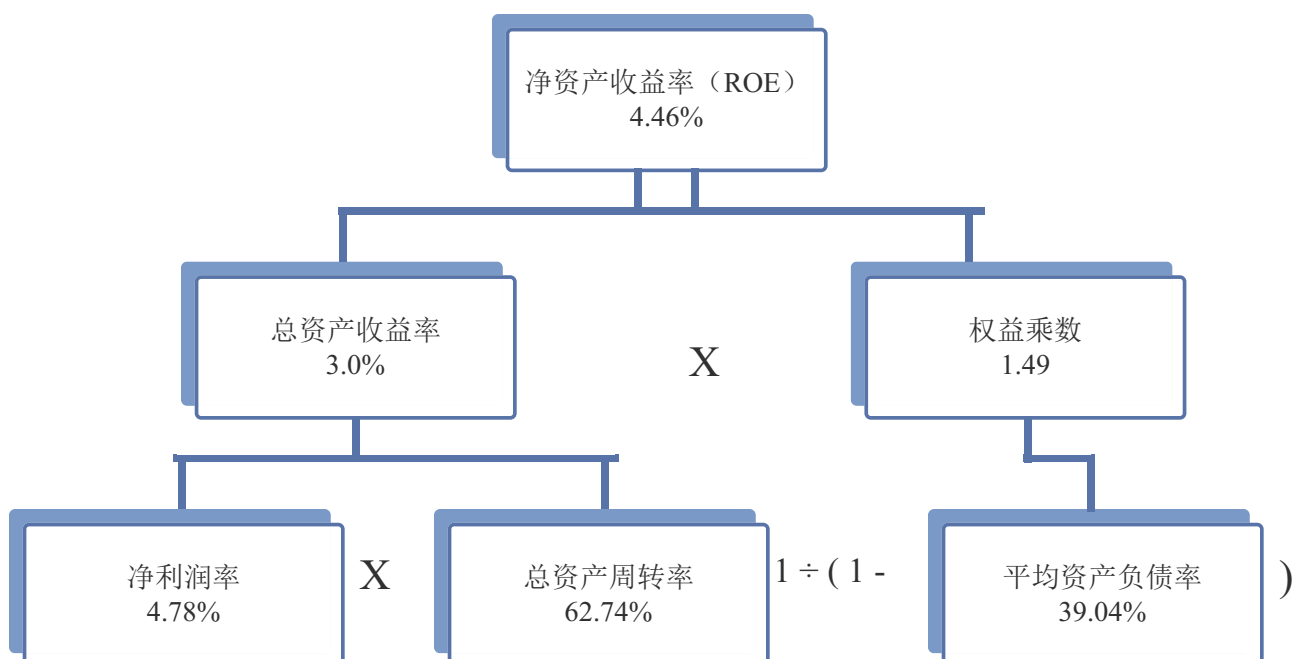 净资产收益率（ROE）
4.46%
总资产收益率
3.0%
X
权益乘数
1.49
净利润率
4.78%
X
总资产周转率
62.74%
1 ÷ ( 1 -
平均资产负债率
39.04%
)